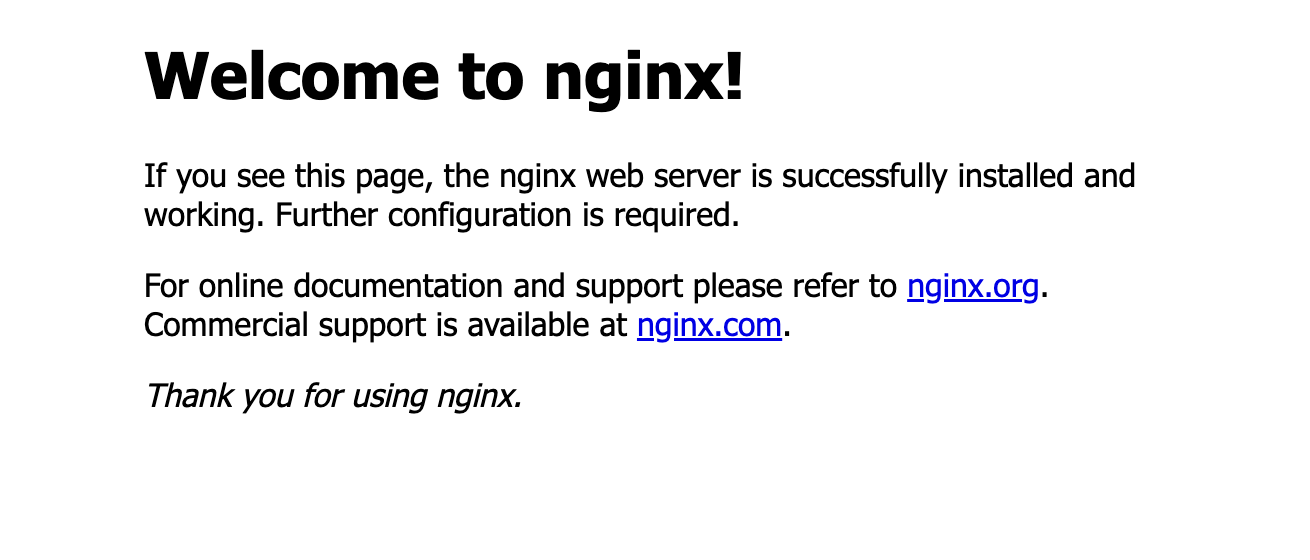 Welcome to nginx!
If you see this page, the nginx web server is successfully installed and
working. Further configuration is required.
For online documentation and support please refer to nginx.org.
Commercial support is available at nginx.com.
Thank you for using nginx.